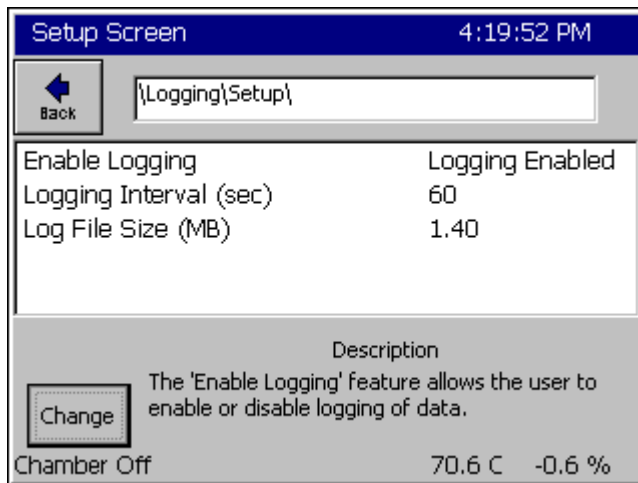 Setup Screen 4:19:52 PM
Back
\Logging\Setup\
Enable Logging Logging Enabled
Logging Interval (sec) 60
Log File Size (MB) 1.40
Description
The 'Enable Logging' feature allows the user to
enable or disable logging of data.
Change
Chamber Off 70.6 C -0.6 %